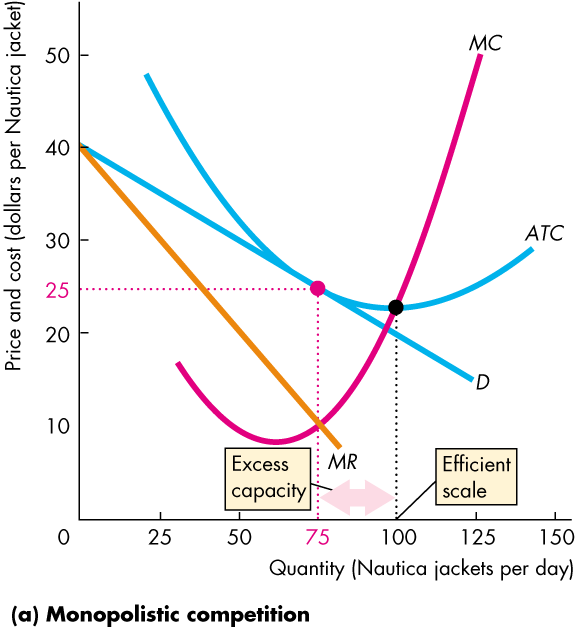 Price and cost (dollars per Nautica jacket)
50
40
30
25
20
10
0
MC
ATC
D
MR
Excess
capacity
Efficient
scale
25
50
75
100
125
150
Quantity (Nautica jackets per day)
(a) Monopolistic competition